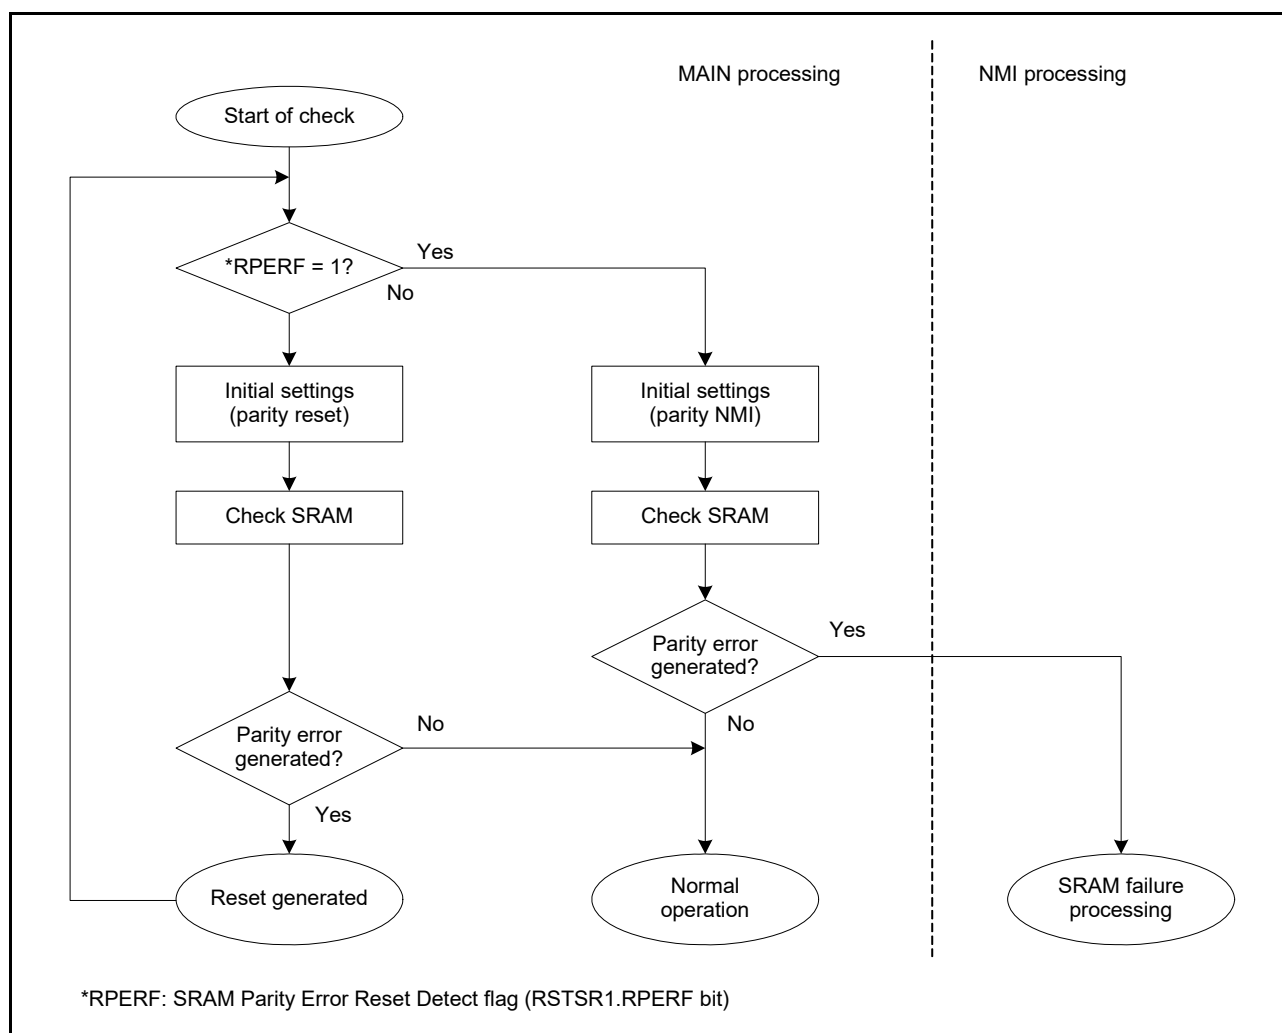 MAIN processing
NMI processing
Start of check
*RPERF = 1?
Yes
No
Initial settings
(parity reset)
Initial settings
(parity NMI)
Check SRAM
Check SRAM
Parity error
generated?
Yes
No
Parity error
generated?
No
Yes
Reset generated
Normal
operation
SRAM failure
processing
*RPERF: SRAM Parity Error Reset Detect flag (RSTSR1.RPERF bit)